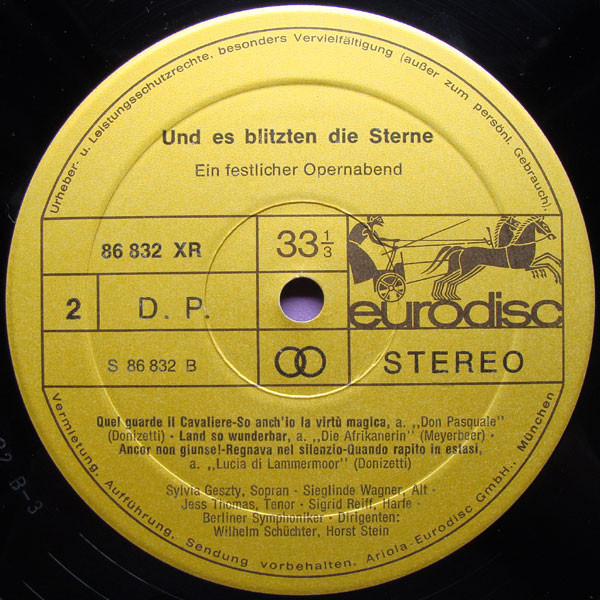 Urheber- u. Leistungsschutzrechte, besonders Vervielfältigung (außer zum persönl. Gebrauch),
Und es blitzten die Sterne
Ein festlicher Opernabend
86 832 XR
33 1/3
2
D. P.
eurodisc
S 86 832 B
STEREO
Quel guarde il Cavaliere-So anch'io la virtù magica, a. „Don Pasquale"
(Donizetti) · Land so wunderbar, a. „Die Afrikanerin" (Meyerbeer) ·
Ancor non giunse!-Regnava nel silenzio-Quando rapito in estasi,
a. „Lucia di Lammermoor" (Donizetti)
Sylvia Geszty, Sopran · Sieglinde Wagner, Alt ·
Jess Thomas, Tenor · Sigrid Reiff, Harfe ·
Berliner Symphoniker · Dirigenten:
Wilhelm Schüchter, Horst Stein
Vermietung, Aufführung, Sendung vorbehalten. Ariola-Eurodisc GmbH., München
B-3